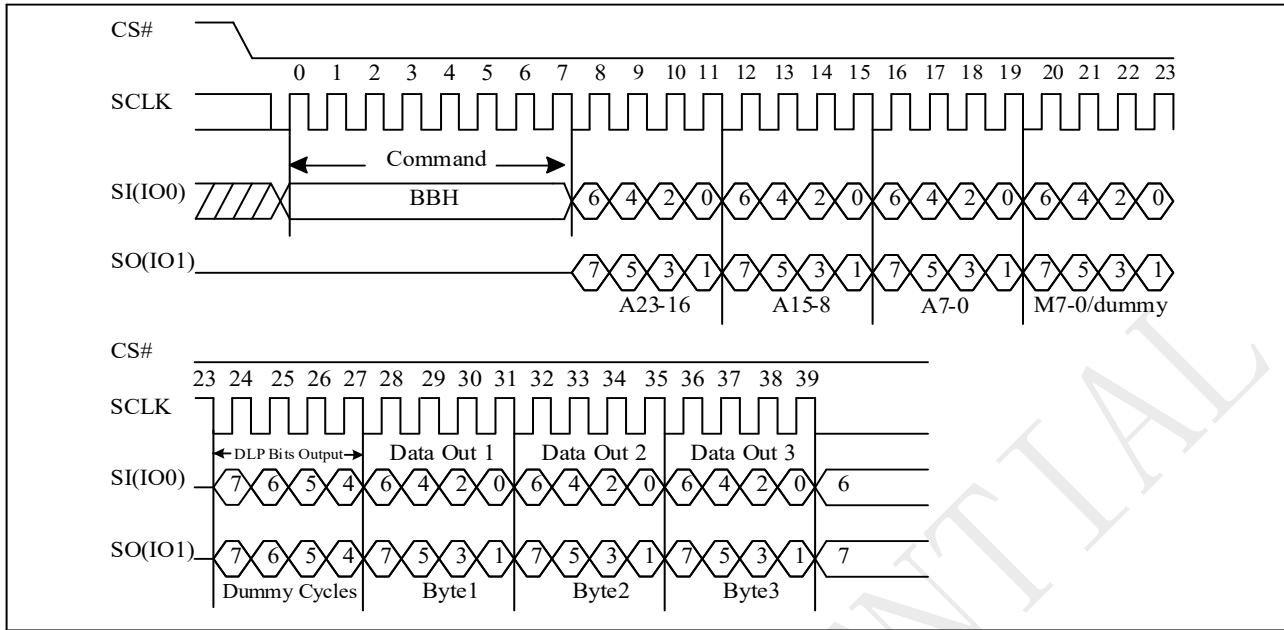 CS#
0 1 2 3 4 5 6 7 8 9 10 11 12 13 14 15 16 17 18 19 20 21 22 23
SCLK
Command
SI(IO0) BBH 6 4 2 0 6 4 2 0 6 4 2 0 6 4 2 0
SO(IO1) 7 5 3 1 7 5 3 1 7 5 3 1 7 5 3 1
A23-16 A15-8 A7-0 M7-0/dummy
CS#
23 24 25 26 27 28 29 30 31 32 33 34 35 36 37 38 39
SCLK
DLP Bits Output Data Out 1 Data Out 2 Data Out 3
SI(IO0) 7 6 5 4 6 4 2 0 6 4 2 0 6 4 2 0 6
SO(IO1) 7 6 5 4 7 5 3 1 7 5 3 1 7 5 3 1 7
Dummy Cycles Byte1 Byte2 Byte3